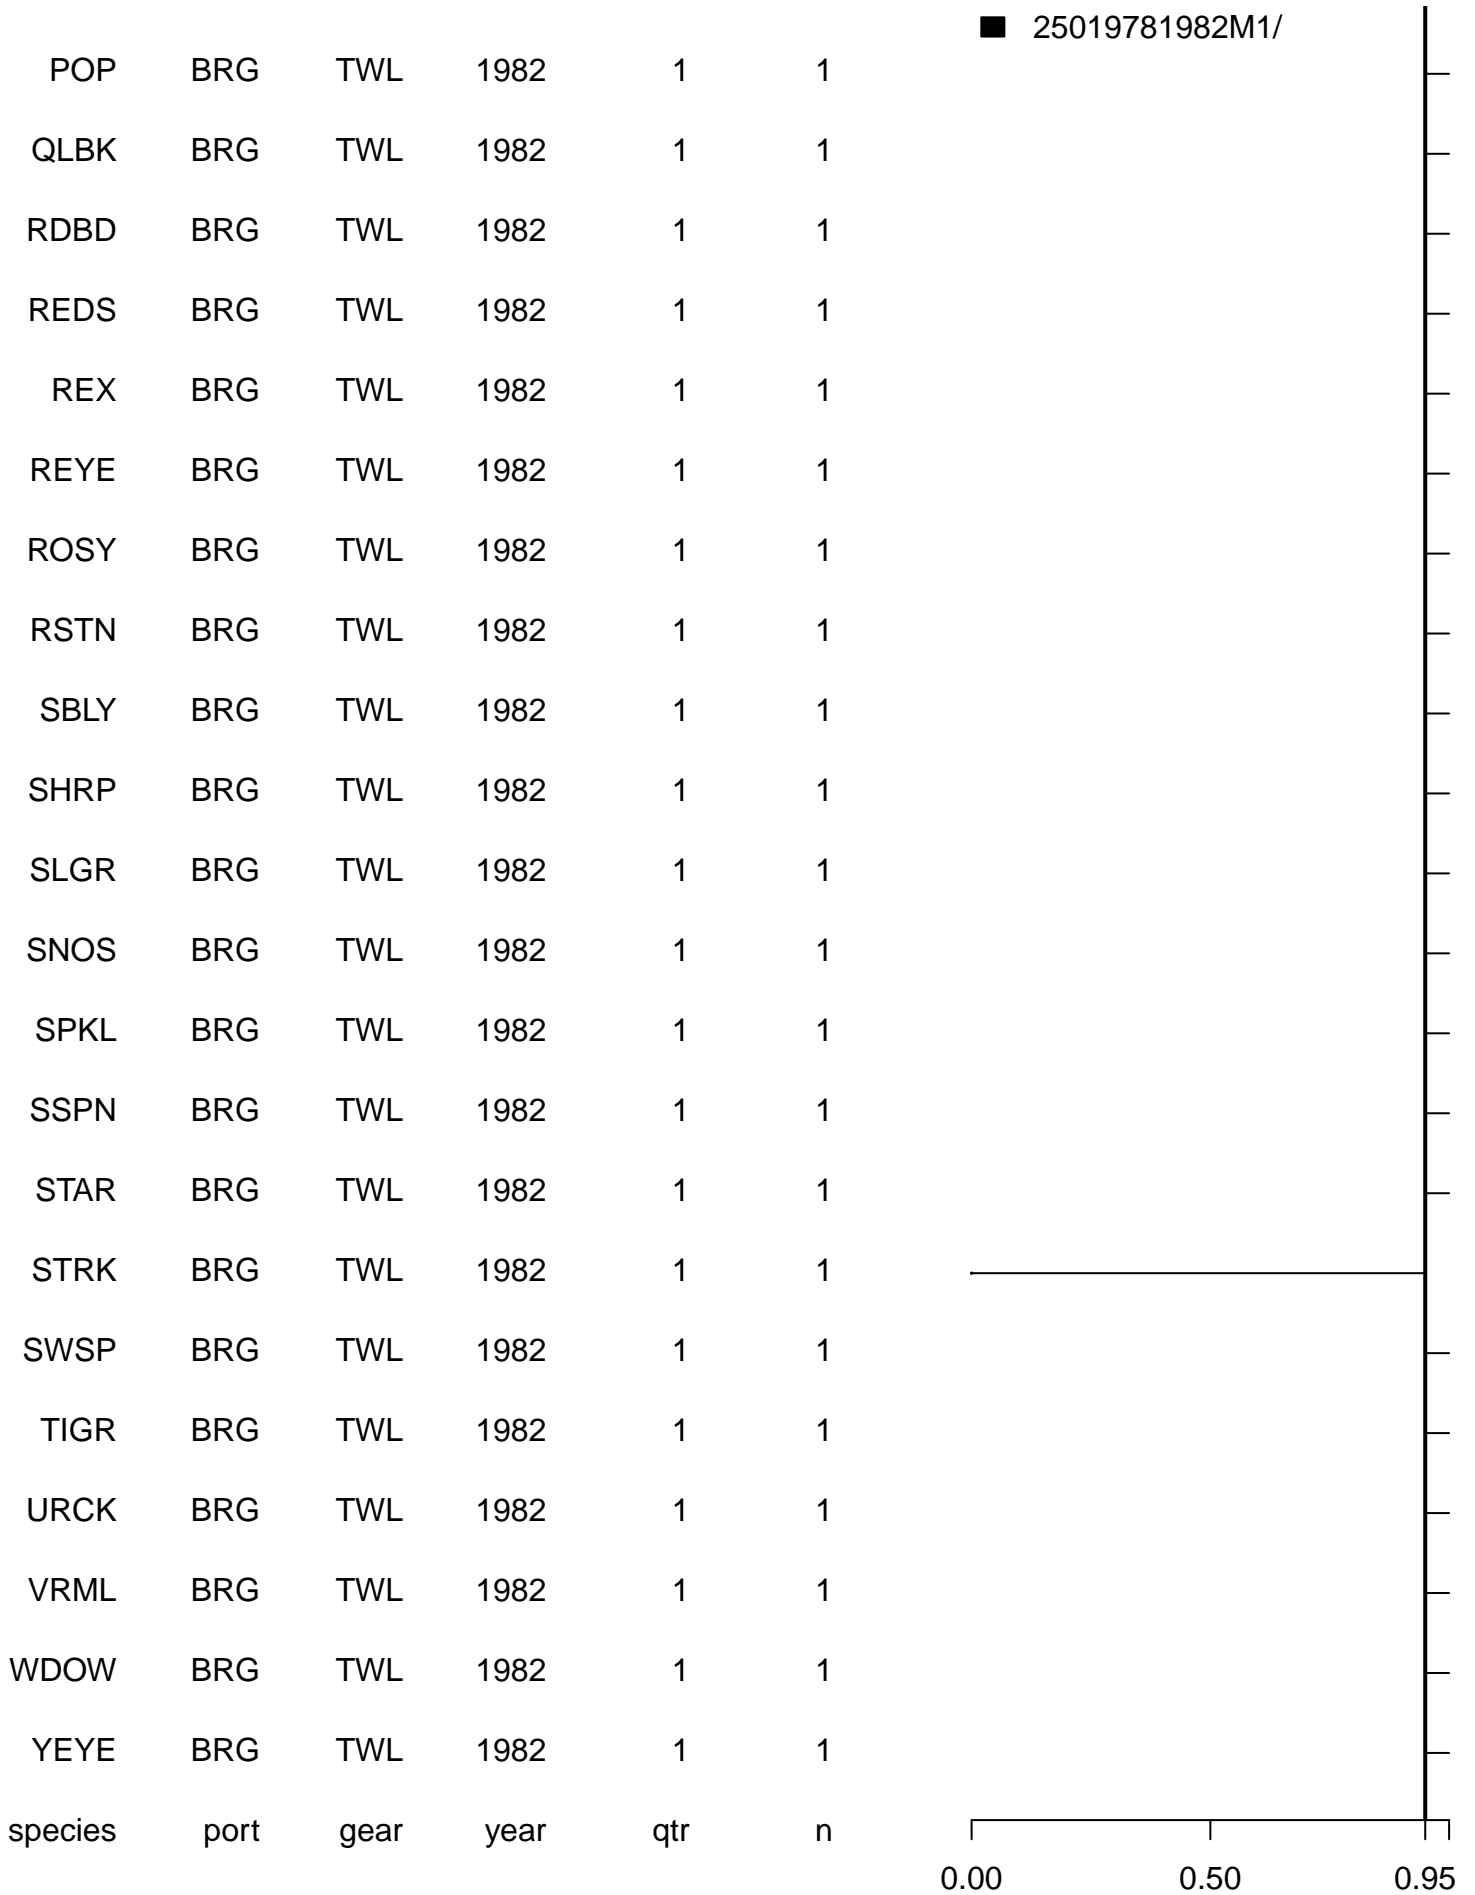 25019781982M1/
POP BRG TWL 1982 1 1
QLBK BRG TWL 1982 1 1
RDBD BRG TWL 1982 1 1
REDS BRG TWL 1982 1 1
REX BRG TWL 1982 1 1
REYE BRG TWL 1982 1 1
ROSY BRG TWL 1982 1 1
RSTN BRG TWL 1982 1 1
SBLY BRG TWL 1982 1 1
SHRP BRG TWL 1982 1 1
SLGR BRG TWL 1982 1 1
SNOS BRG TWL 1982 1 1
SPKL BRG TWL 1982 1 1
SSPN BRG TWL 1982 1 1
STAR BRG TWL 1982 1 1
STRK BRG TWL 1982 1 1
SWSP BRG TWL 1982 1 1
TIGR BRG TWL 1982 1 1
URCK BRG TWL 1982 1 1
VRML BRG TWL 1982 1 1
WDOW BRG TWL 1982 1 1
YEYE BRG TWL 1982 1 1
species port gear year qtr n
0.00 0.50 0.95